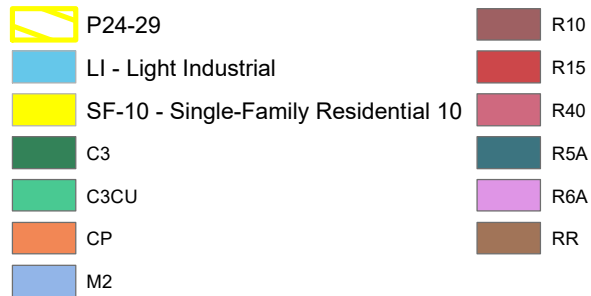 P24-29
LI - Light Industrial
SF-10 - Single-Family Residential 10
C3
C3CU
CP
M2
R10
R15
R40
R5A
R6A
RR